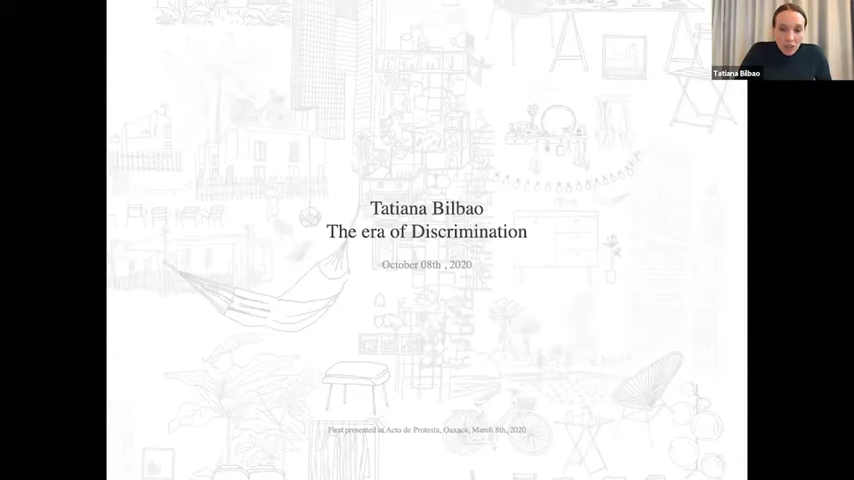 Tatiana Bilbao
Tatiana Bilbao
The era of Discrimination
October 08th , 2020
First presented at Acto de Protesta, Oaxaca, March 8th, 2020